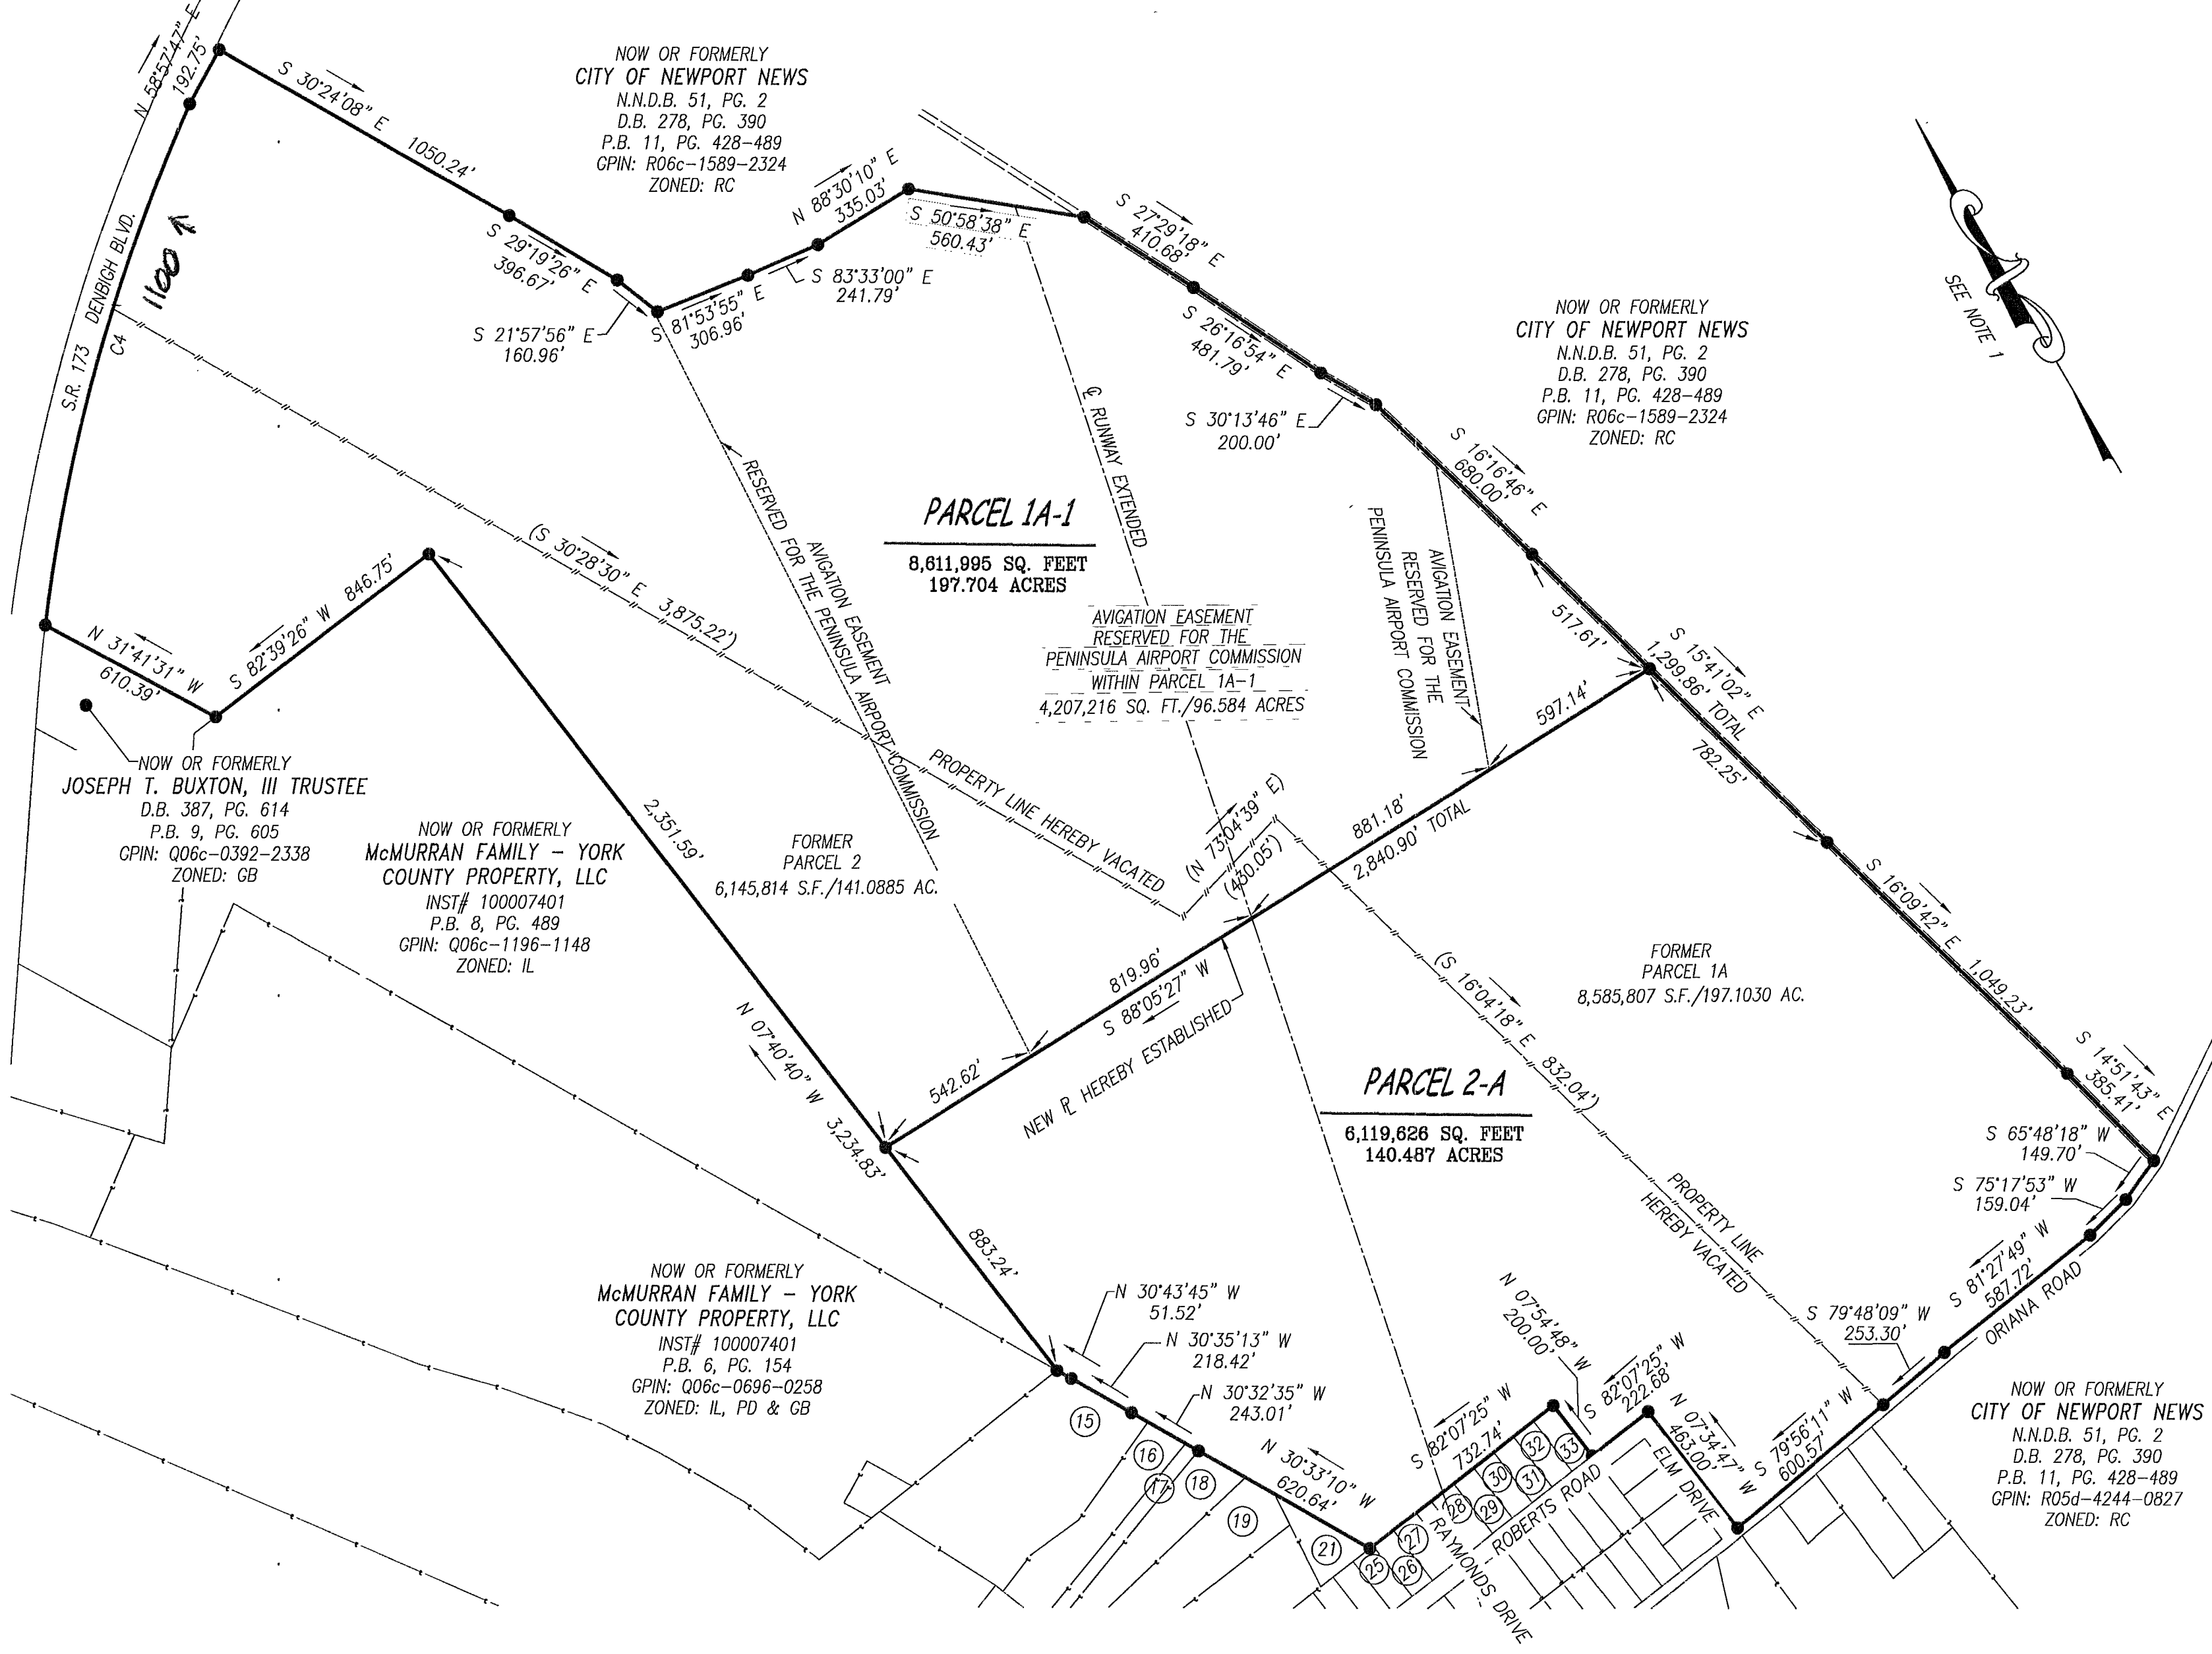 N 58°57'47" E
192.75'
S 30°24'08" E
1050.24'
NOW OR FORMERLY
CITY OF NEWPORT NEWS
N.N.D.B. 51, PG. 2
D.B. 278, PG. 390
P.B. 11, PG. 428-489
GPIN: R06c-1589-2324
ZONED: RC
S.R. 173 DENBIGH BLVD.
1100
C4
S 29°19'26" E
396.67'
S 21°57'56" E
160.96'
S 81°53'55" E
306.96'
S 83°33'00" E
241.79'
N 88°30'10" E
335.03'
S 50°58'38" E
560.43'
S 27°29'18" E
410.68'
S 26°16'54" E
481.79'
S 30°13'46" E
200.00'
NOW OR FORMERLY
CITY OF NEWPORT NEWS
N.N.D.B. 51, PG. 2
D.B. 278, PG. 390
P.B. 11, PG. 428-489
GPIN: R06c-1589-2324
ZONED: RC
SEE NOTE 1
S 16°16'46" E
680.00'
℄ RUNWAY EXTENDED
AVIGATION EASEMENT
RESERVED FOR THE PENINSULA AIRPORT COMMISSION
PARCEL 1A-1
8,611,995 SQ. FEET
197.704 ACRES
AVIGATION EASEMENT
RESERVED FOR THE
PENINSULA AIRPORT COMMISSION
WITHIN PARCEL 1A-1
4,207,216 SQ. FT./96.584 ACRES
AVIGATION EASEMENT
RESERVED FOR THE
PENINSULA AIRPORT COMMISSION
(S 30°28'30" E 3,875.22')
PROPERTY LINE HEREBY VACATED
(N 73°04'39" E)
(430.05')
N 31°41'31" W
610.39'
S 82°39'26" W 846.75'
NOW OR FORMERLY
JOSEPH T. BUXTON, III TRUSTEE
D.B. 387, PG. 614
P.B. 9, PG. 605
GPIN: Q06c-0392-2338
ZONED: GB
NOW OR FORMERLY
McMURRAN FAMILY - YORK
COUNTY PROPERTY, LLC
INST# 100007401
P.B. 8, PG. 489
GPIN: Q06c-1196-1148
ZONED: IL
2,351.59'
FORMER
PARCEL 2
6,145,814 S.F./141.0885 AC.
517.61'
S 15°41'02" E
1,299.86' TOTAL
782.25'
597.14'
881.18'
2,840.90' TOTAL
819.96'
S 88°05'27" W
542.62'
NEW ⅊ HEREBY ESTABLISHED
N 07°40'40" W
3,234.83'
883.24'
(S 16°04'18" E 832.04')
FORMER
PARCEL 1A
8,585,807 S.F./197.1030 AC.
S 16°09'42" E
1,049.23'
S 14°51'43" E
385.41'
S 65°48'18" W
149.70'
S 75°17'53" W
159.04'
S 81°27'49" W
587.72'
ORIANA ROAD
PARCEL 2-A
6,119,626 SQ. FEET
140.487 ACRES
PROPERTY LINE
HEREBY VACATED
NOW OR FORMERLY
McMURRAN FAMILY - YORK
COUNTY PROPERTY, LLC
INST# 100007401
P.B. 6, PG. 154
GPIN: Q06c-0696-0258
ZONED: IL, PD & GB
N 30°43'45" W
51.52'
N 30°35'13" W
218.42'
N 30°32'35" W
243.01'
N 30°33'10" W
620.64'
S 82°07'25" W
732.74'
N 07°54'48" W
200.00'
S 82°07'25" W
222.68'
N 07°34'47" W
463.00'
S 79°48'09" W
253.30'
S 79°56'11" W
600.57'
NOW OR FORMERLY
CITY OF NEWPORT NEWS
N.N.D.B. 51, PG. 2
D.B. 278, PG. 390
P.B. 11, PG. 428-489
GPIN: R05d-4244-0827
ZONED: RC
15
16
17
18
19
21
25
26
27
28
29
30
31
32
33
ROBERTS ROAD
ELM DRIVE
RAYMONDS DRIVE